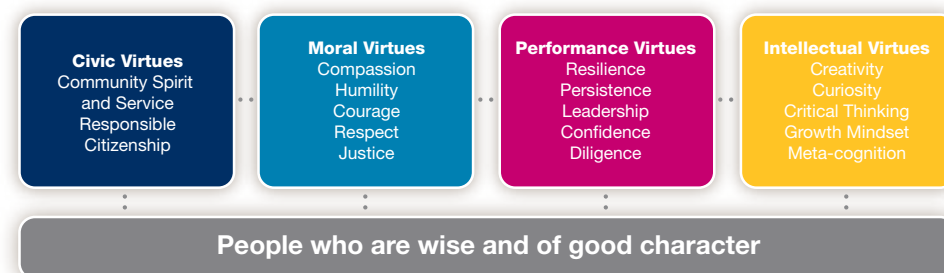 Civic Virtues
Community Spirit
and Service
Responsible
Citizenship
Moral Virtues
Compassion
Humility
Courage
Respect
Justice
Performance Virtues
Resilience
Persistence
Leadership
Confidence
Diligence
Intellectual Virtues
Creativity
Curiosity
Critical Thinking
Growth Mindset
Meta-cognition
People who are wise and of good character